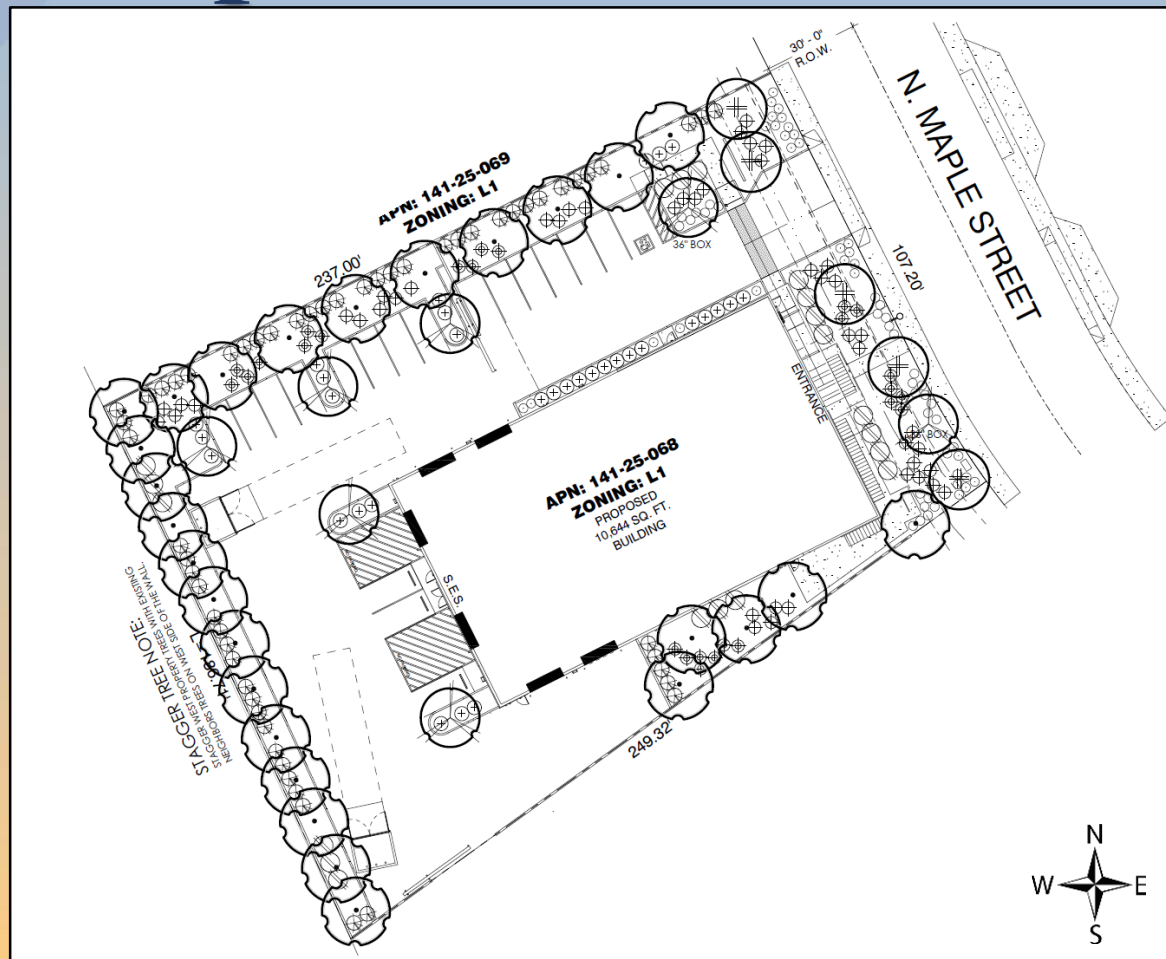 30' - 0"
R.O.W.
N. MAPLE STREET
APN: 141-25-069
ZONING: L1
237.00'
36" BOX
107.20'
ENTRANCE
APN: 141-25-068
ZONING: L1
PROPOSED
10,644 SQ. FT.
BUILDING
BOX
S.E.S.
STAGGER TREE NOTE:
STAGGER WEST PROPERTY TREES WITH EXISTING
NEIGHBORS TREES ON WEST SIDE OF THE WALL.
249.32'
N
W E
S